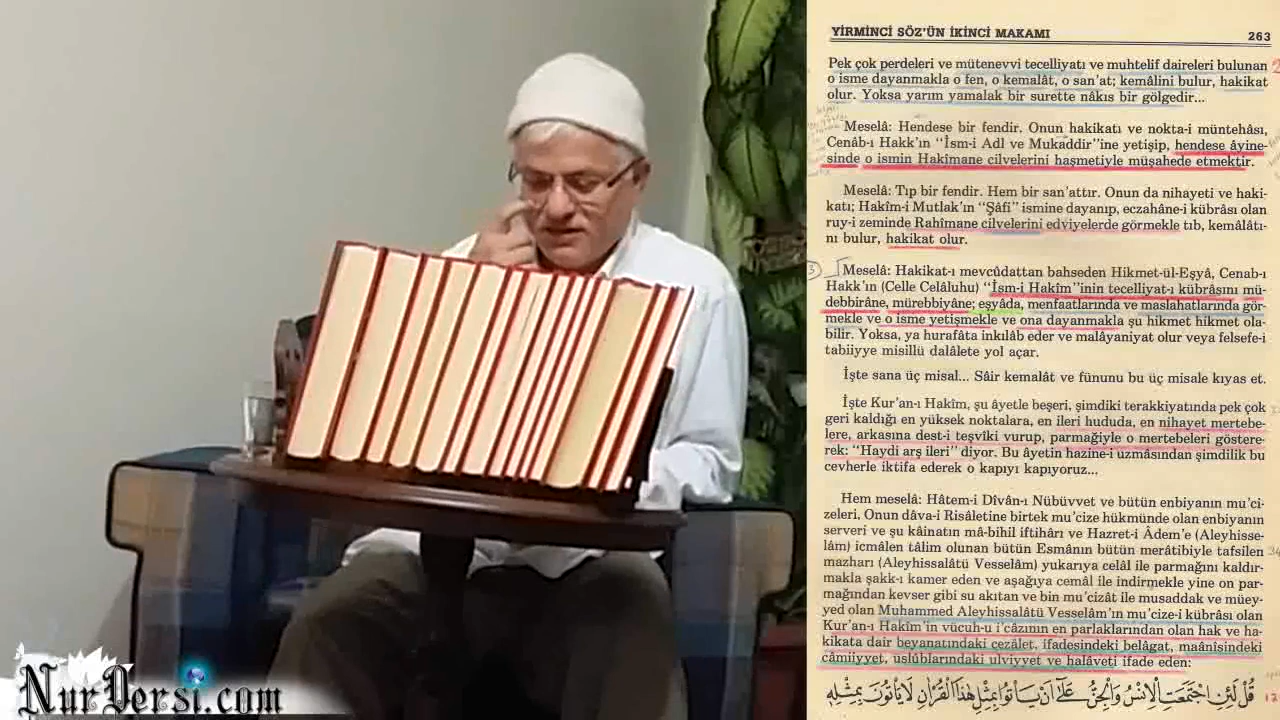 YİRMİNCİ SÖZ'ÜN İKİNCİ MAKAMI 263
Pek çok perdeleri ve mütenevvi tecelliyatı ve muhtelif daireleri bulunan
o isme dayanmakla o fen, o kemalât, o san'at; kemâlini bulur, hakikat
olur. Yoksa yarım yamalak bir surette nâkıs bir gölgedir...
Meselâ: Hendese bir fendir. Onun hakikatı ve nokta-i müntehâsı,
Cenâb-ı Hakk'ın "İsm-i Adl ve Mukaddir"ine yetişip, hendese âyine-
sinde o ismin Hakîmane cilvelerini haşmetiyle müşahede etmektir.
Meselâ: Tıp bir fendir. Hem bir san'attır. Onun da nihayeti ve haki-
katı; Hakîm-i Mutlak'ın "Şâfi" ismine dayanıp, eczahâne-i kübrâsı olan
ruy-i zeminde Rahîmane cilvelerini edviyelerde görmekle tıb, kemâlâtı-
nı bulur, hakikat olur.
Meselâ: Hakikat-ı mevcûdattan bahseden Hikmet-ül-Eşyâ, Cenab-ı
Hakk'ın (Celle Celâluhu) "İsm-i Hakîm"inin tecelliyat-ı kübrâsını mü-
debbirâne, mürebbiyâne; eşyâda, menfaatlarında ve maslahatlarında gör-
mekle ve o isme yetişmekle ve ona dayanmakla şu hikmet hikmet ola-
bilir. Yoksa, ya hurafâta inkılâb eder ve malâyaniyat olur veya felsefe-i
tabiiyye misillü dalâlete yol açar.
İşte sana üç misal... Sâir kemalât ve fünunu bu üç misale kıyas et.
İşte Kur'an-ı Hakîm, şu âyetle beşeri, şimdiki terakkiyatında pek çok
geri kaldığı en yüksek noktalara, en ileri hududa, en nihayet mertebe-
lere, arkasına dest-i teşvîki vurup, parmağiyle o mertebeleri göstere-
rek: "Haydi arş ileri" diyor. Bu âyetin hazine-i uzmâsından şimdilik bu
cevherle iktifa ederek o kapıyı kapıyoruz...
Hem meselâ: Hâtem-i Dîvân-ı Nübüvvet ve bütün enbiyanın mu'ci-
zeleri, Onun dâva-i Risâletine birtek mu'cize hükmünde olan enbiyanın
serveri ve şu kâinatın mâ-bihil iftihârı ve Hazret-i Âdem'e (Aleyhisse-
lâm) icmâlen tâlim olunan bütün Esmânın bütün merâtibiyle tafsilen
mazharı (Aleyhissalâtü Vesselâm) yukarıya celâl ile parmağını kaldır-
makla şakk-ı kamer eden ve aşağıya cemâl ile indirmekle yine on par-
mağından kevser gibi su akıtan ve bin mu'cizât ile musaddak ve müey-
yed olan Muhammed Aleyhissalâtü Vesselâm'ın mu'cize-i kübrâsı olan
Kur'an-ı Hakîm'in vücuh-u i'câzının en parlaklarından olan hak ve ha-
kikata dair beyanatındaki cezâlet, ifadesindeki belâgat, maânîsindeki
câmiiyyet, uslûblarındaki ulviyyet ve halâveti ifade eden:
قُلْ لَئِنِ اجْتَمَعَتِ الْاِنْسُ وَالْجِنُّ عَلٰٓى اَنْ يَاْتُوا بِمِثْلِ هٰذَا الْقُرْاٰنِ لَا يَاْتُونَ بِمِثْلِهِ
NurDersi.com